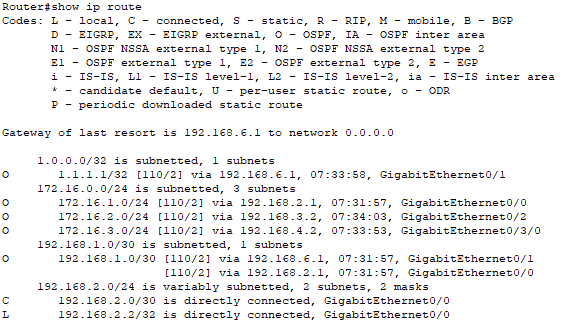 Router#show ip route
Codes: L - local, C - connected, S - static, R - RIP, M - mobile, B - BGP
       D - EIGRP, EX - EIGRP external, O - OSPF, IA - OSPF inter area
       N1 - OSPF NSSA external type 1, N2 - OSPF NSSA external type 2
       E1 - OSPF external type 1, E2 - OSPF external type 2, E - EGP
       i - IS-IS, L1 - IS-IS level-1, L2 - IS-IS level-2, ia - IS-IS inter area
       * - candidate default, U - per-user static route, o - ODR
       P - periodic downloaded static route

Gateway of last resort is 192.168.6.1 to network 0.0.0.0

     1.0.0.0/32 is subnetted, 1 subnets
O       1.1.1.1/32 [110/2] via 192.168.6.1, 07:33:58, GigabitEthernet0/1
     172.16.0.0/24 is subnetted, 3 subnets
O       172.16.1.0/24 [110/2] via 192.168.2.1, 07:31:57, GigabitEthernet0/0
O       172.16.2.0/24 [110/2] via 192.168.3.2, 07:34:03, GigabitEthernet0/2
O       172.16.3.0/24 [110/2] via 192.168.4.2, 07:33:53, GigabitEthernet0/3/0
     192.168.1.0/30 is subnetted, 1 subnets
O       192.168.1.0/30 [110/2] via 192.168.6.1, 07:31:57, GigabitEthernet0/1
                       [110/2] via 192.168.2.1, 07:31:57, GigabitEthernet0/0
     192.168.2.0/24 is variably subnetted, 2 subnets, 2 masks
C       192.168.2.0/30 is directly connected, GigabitEthernet0/0
L       192.168.2.2/32 is directly connected, GigabitEthernet0/0